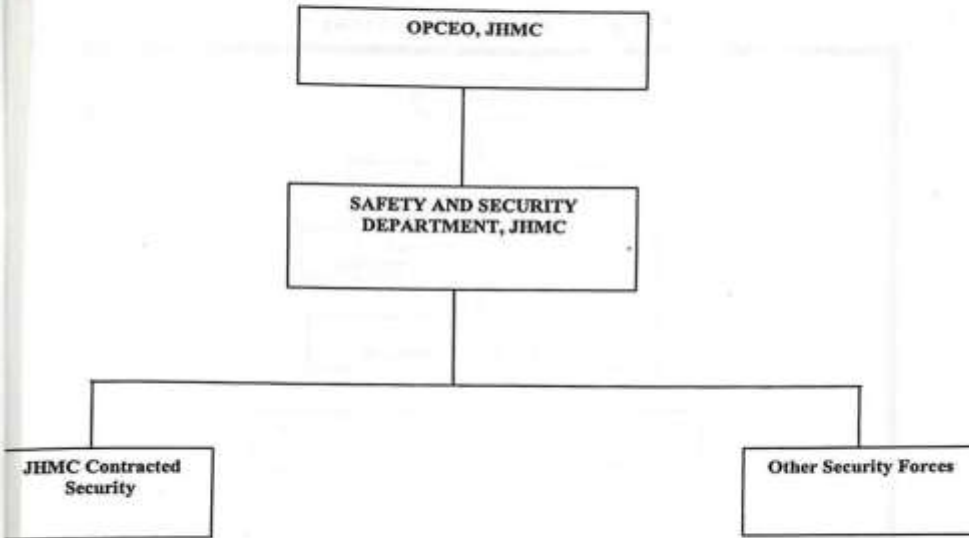 OPCEO, JHMC
SAFETY AND SECURITY
DEPARTMENT, JHMC
JHMC Contracted
Security
Other Security Forces